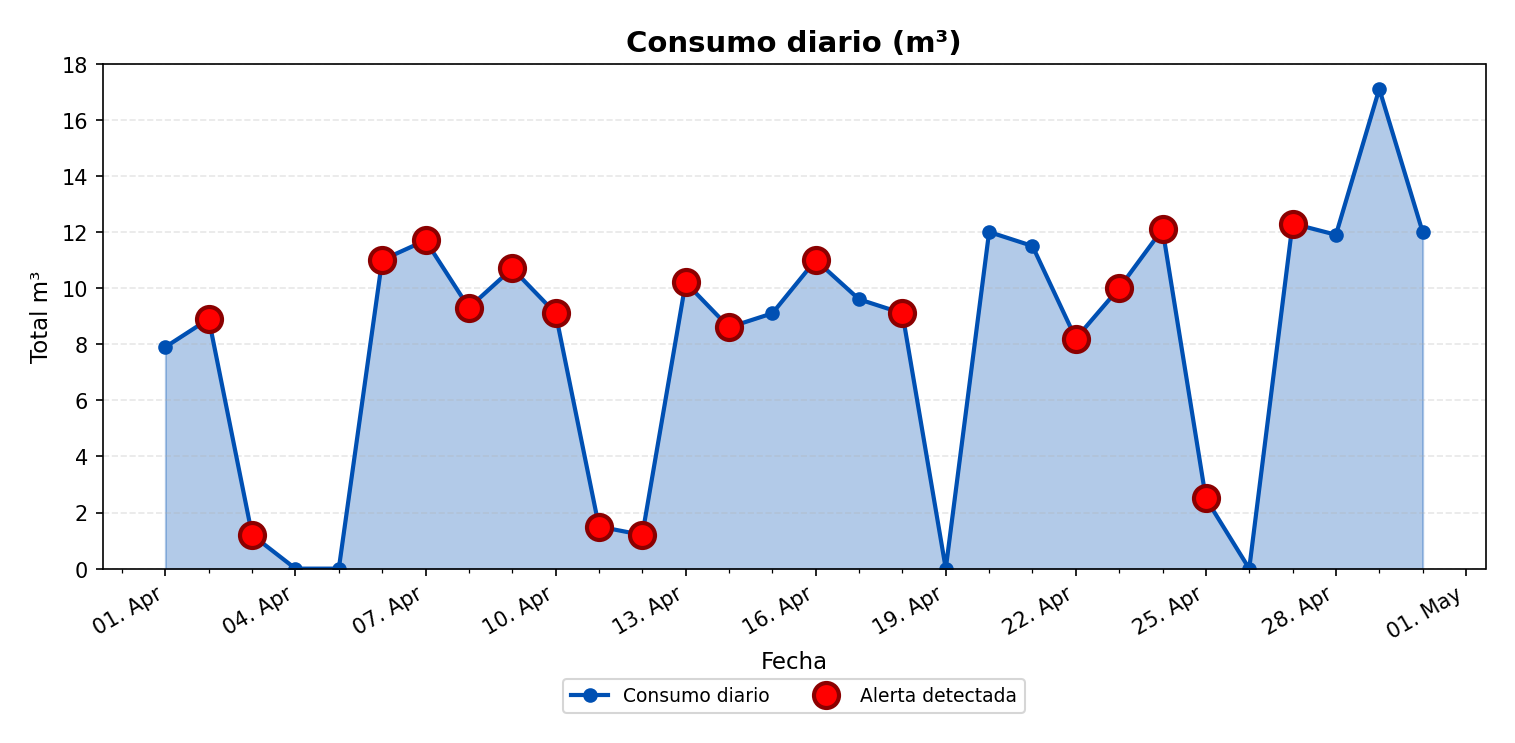 Consumo diario (m³)
18
16
14
12
10
8
6
4
2
0
Total m³
01. Apr
04. Apr
07. Apr
10. Apr
13. Apr
16. Apr
19. Apr
22. Apr
25. Apr
28. Apr
01. May
Fecha
Consumo diario
Alerta detectada